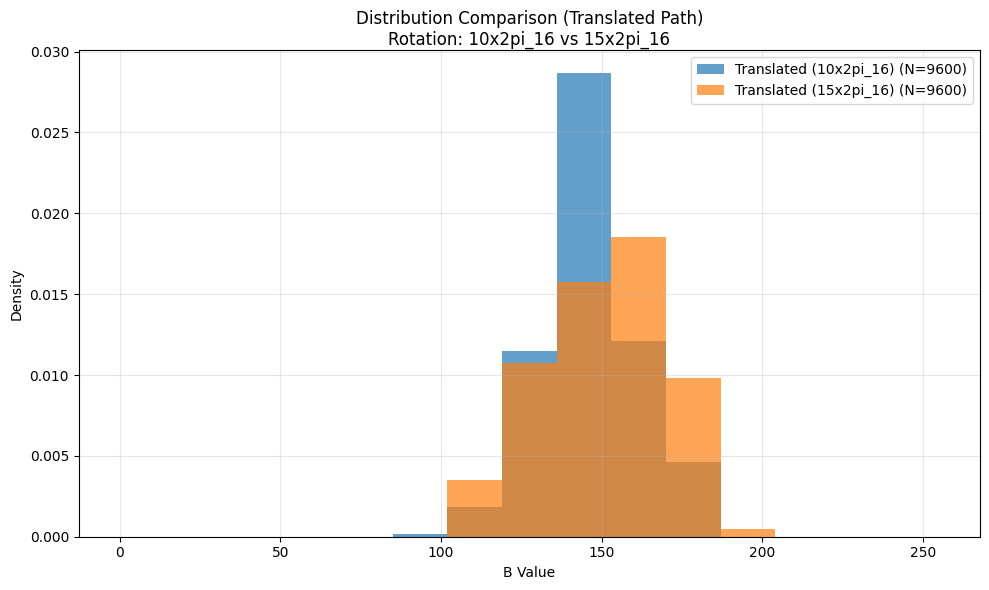 Distribution Comparison (Translated Path)
Rotation: 10x2pi_16 vs 15x2pi_16
Translated (10x2pi_16) (N=9600)
Translated (15x2pi_16) (N=9600)
Density
0.030
0.025
0.020
0.015
0.010
0.005
0.000
0 50 100 150 200 250
B Value